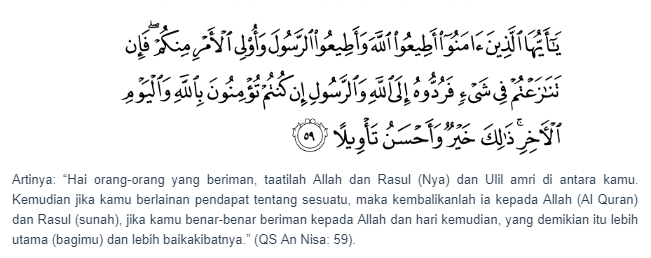 يَـٰٓأَيُّهَا ٱلَّذِينَ ءَامَنُوٓا۟ أَطِيعُوا۟ ٱللَّهَ وَأَطِيعُوا۟ ٱلرَّسُولَ وَأُو۟لِى ٱلْأَمْرِ مِنكُمْ ۖ فَإِن
تَنَـٰزَعْتُمْ فِى شَىْءٍ فَرُدُّوهُ إِلَى ٱللَّهِ وَٱلرَّسُولِ إِن كُنتُمْ تُؤْمِنُونَ بِٱللَّهِ وَٱلْيَوْمِ
ٱلْـَٔاخِرِ ۚ ذَٰلِكَ خَيْرٌ وَأَحْسَنُ تَأْوِيلًا ٥٩
Artinya: “Hai orang-orang yang beriman, taatilah Allah dan Rasul (Nya) dan Ulil amri di antara kamu.
Kemudian jika kamu berlainan pendapat tentang sesuatu, maka kembalikanlah ia kepada Allah (Al Quran)
dan Rasul (sunah), jika kamu benar-benar beriman kepada Allah dan hari kemudian, yang demikian itu lebih
utama (bagimu) dan lebih baikakibatnya.” (QS An Nisa: 59).